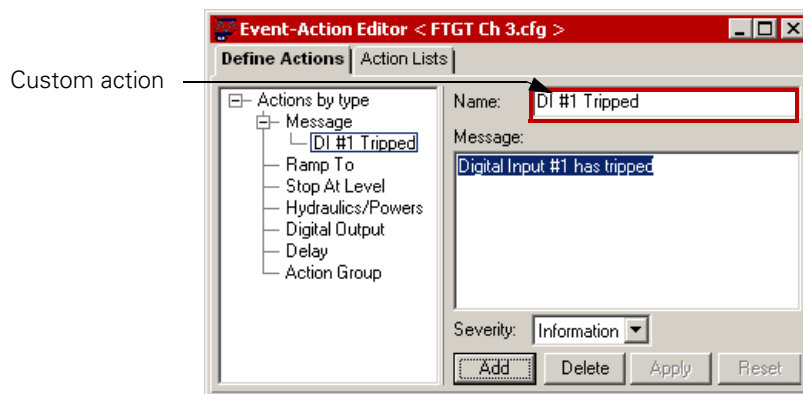 Event-Action Editor < FTGT Ch 3.cfg >
Define Actions
Action Lists
Custom action
Actions by type
Message
DI #1 Tripped
Ramp To
Stop At Level
Hydraulics/Powers
Digital Output
Delay
Action Group
Name:
DI #1 Tripped
Message:
Digital Input #1 has tripped
Severity:
Information
Add
Delete
Apply
Reset